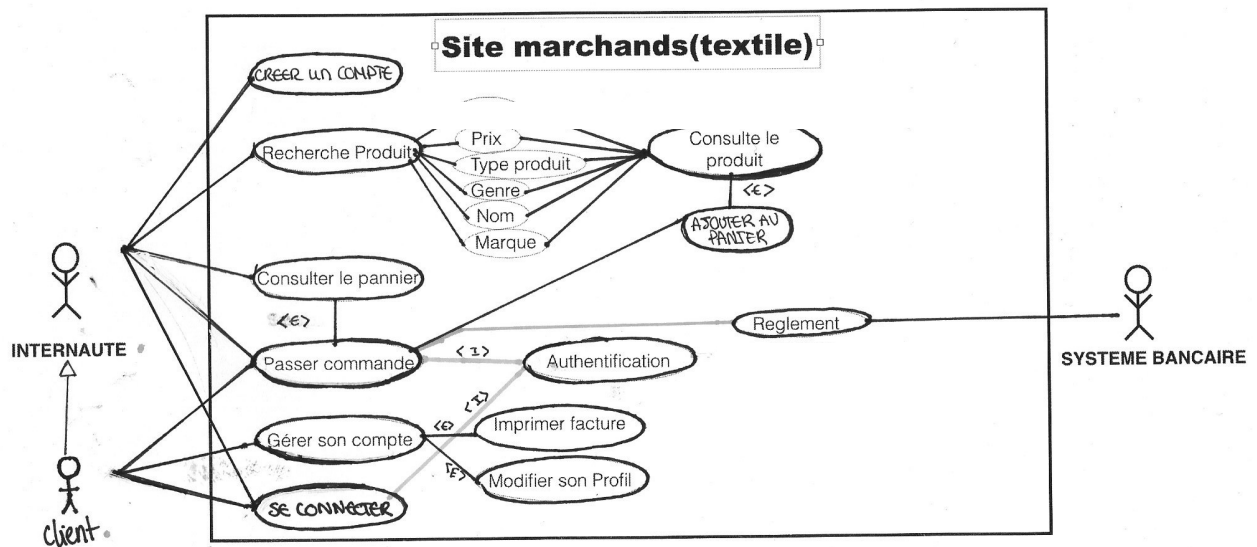 Site marchands(textile)
CREER UN COMPTE
Recherche Produit
Prix
Type produit
Genre
Nom
Marque
Consulte le
produit
<E>
AJOUTER AU
PANIER
Consulter le pannier
<E>
Passer commande
<I>
Authentification
<I>
Reglement
Gérer son compte
<E>
Imprimer facture
<E>
Modifier son Profil
SE CONNECTER
INTERNAUTE
client
SYSTEME BANCAIRE